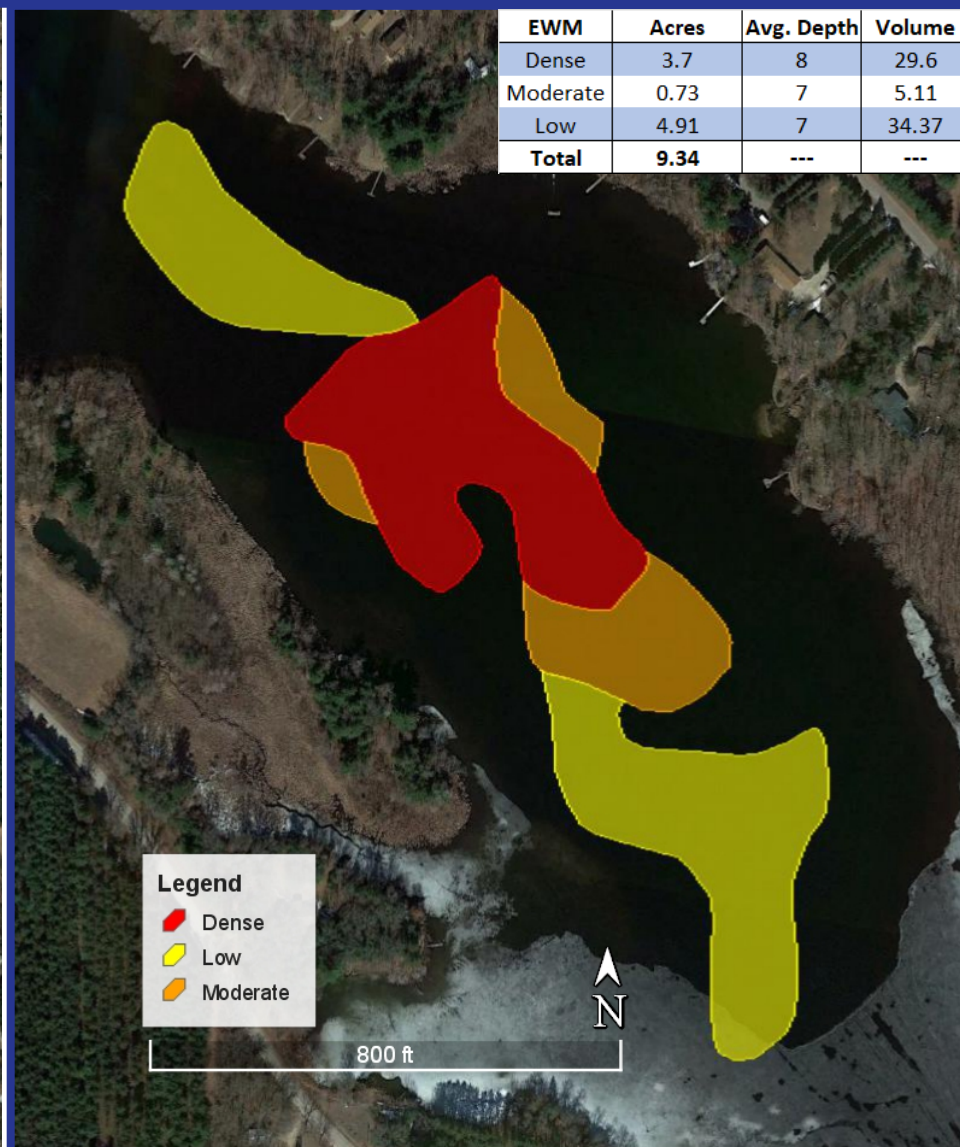 EWM Acres Avg. Depth Volume
Dense 3.7 8 29.6
Moderate 0.73 7 5.11
Low 4.91 7 34.37
Total 9.34 --- ---
Legend
Dense
Low
Moderate
N
800 ft